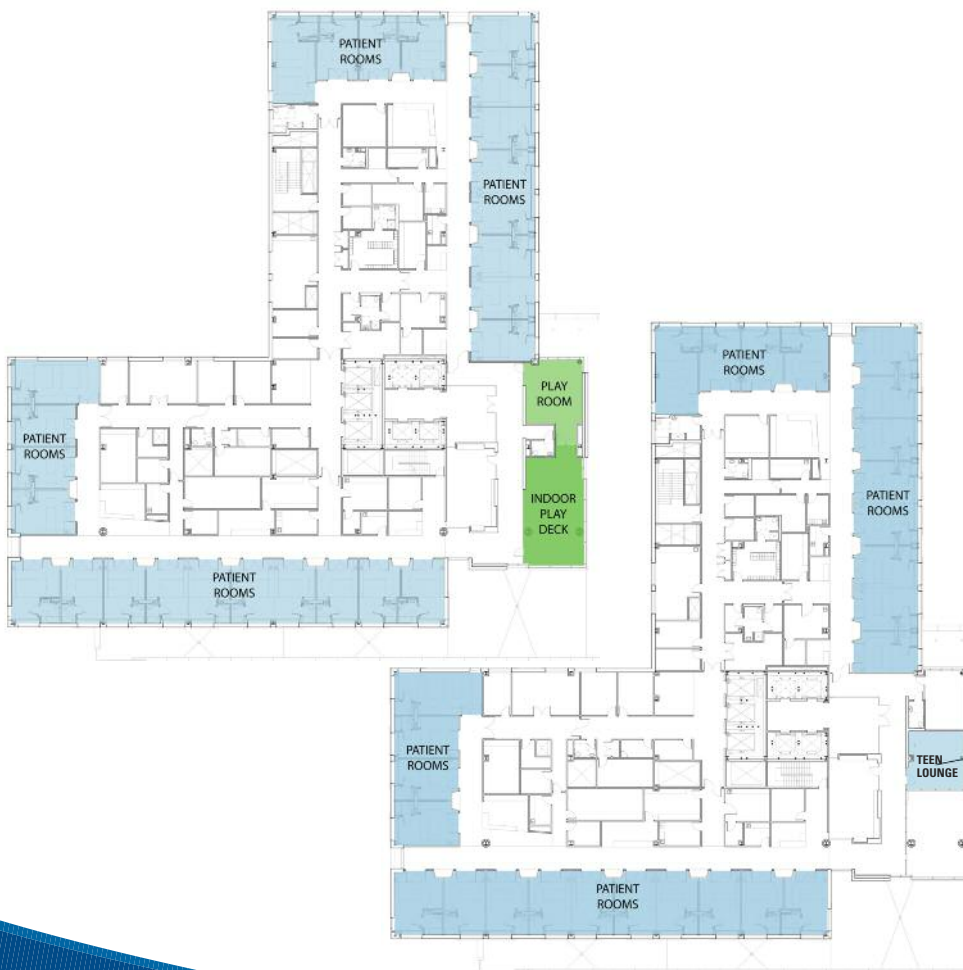 PATIENT
ROOMS
PATIENT
ROOMS
PLAY
ROOM
PATIENT
ROOMS
INDOOR
PLAY
DECK
PATIENT
ROOMS
PATIENT
ROOMS
PATIENT
ROOMS
PATIENT
ROOMS
TEEN
LOUNGE
PATIENT
ROOMS